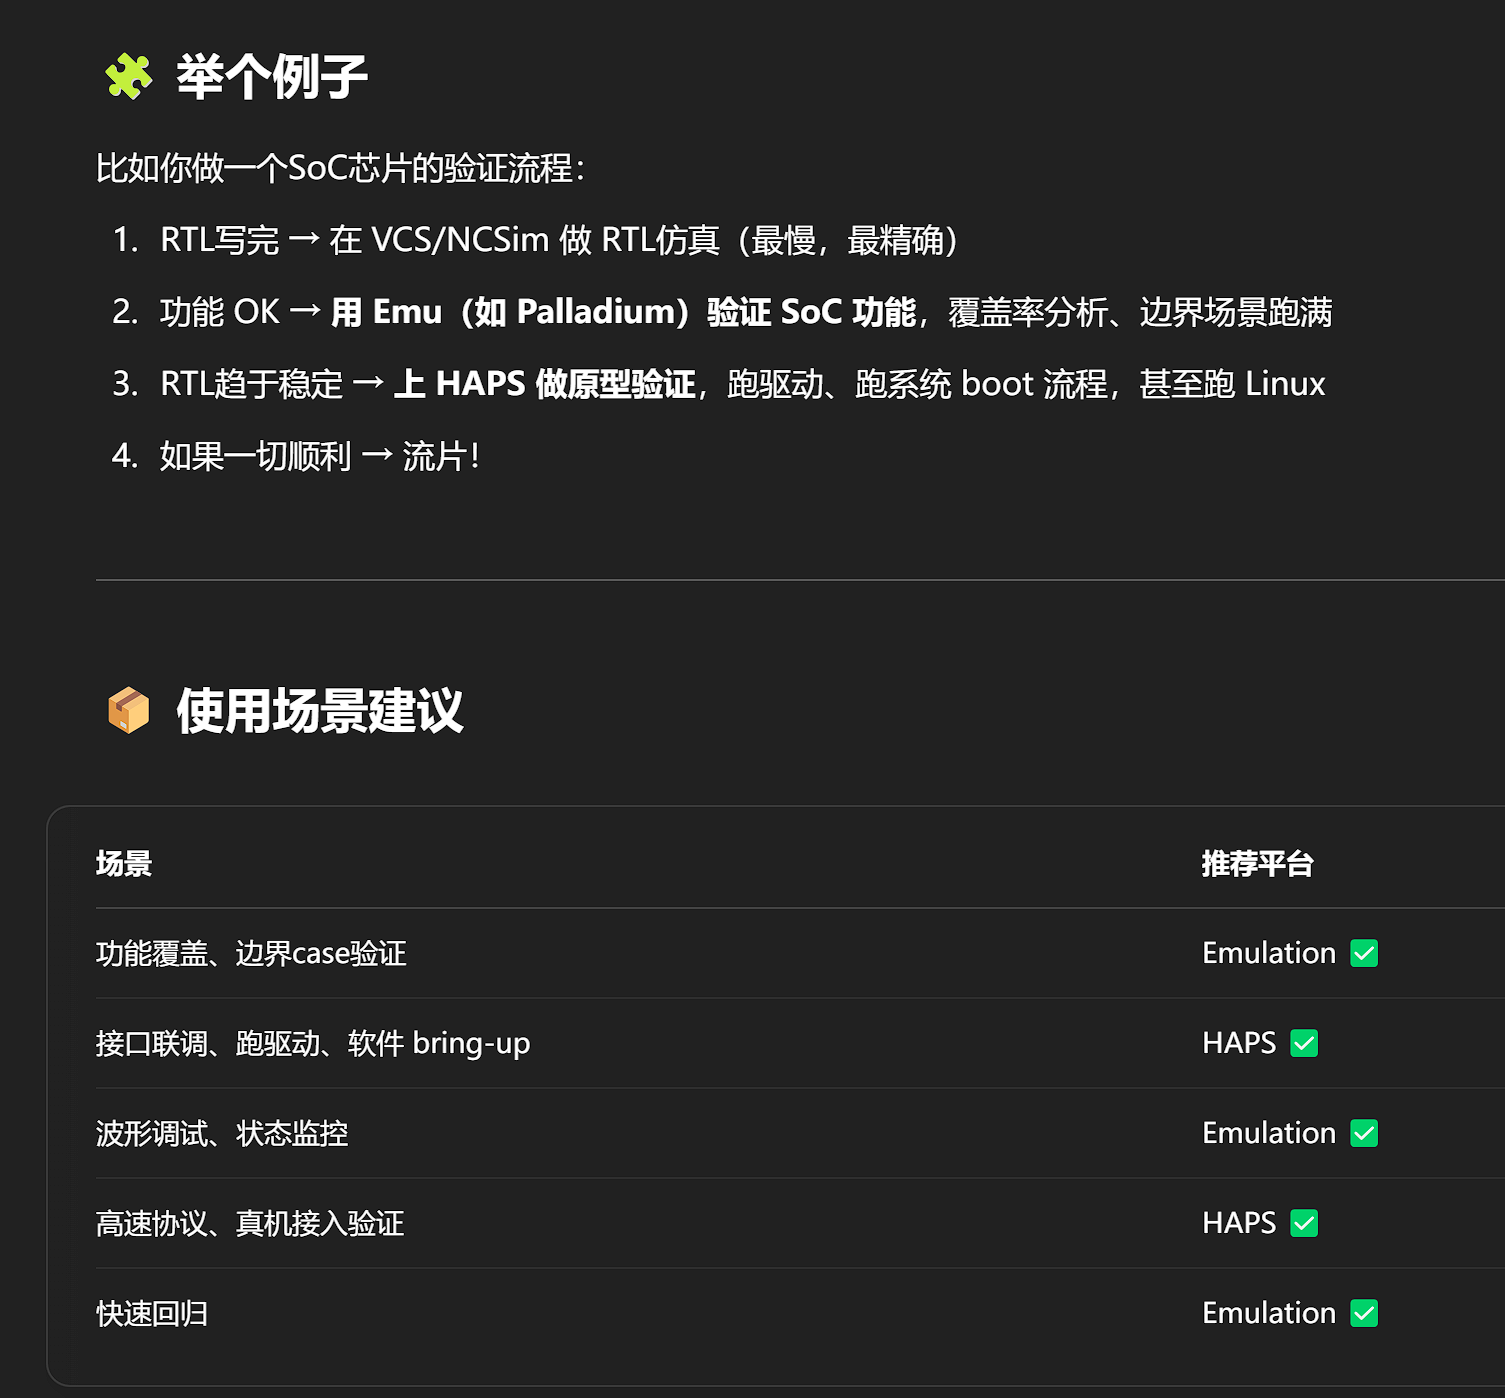 举个例子
比如你做一个SoC芯片的验证流程：
1. RTL写完 → 在 VCS/NCSim 做 RTL仿真（最慢，最精确）
2. 功能 OK → 用 Emu（如 Palladium）验证 SoC 功能，覆盖率分析、边界场景跑满
3. RTL趋于稳定 → 上 HAPS 做原型验证，跑驱动、跑系统 boot 流程，甚至跑 Linux
4. 如果一切顺利 → 流片！
使用场景建议
场景 推荐平台
功能覆盖、边界case验证 Emulation ✅
接口联调、跑驱动、软件 bring-up HAPS ✅
波形调试、状态监控 Emulation ✅
高速协议、真机接入验证 HAPS ✅
快速回归 Emulation ✅